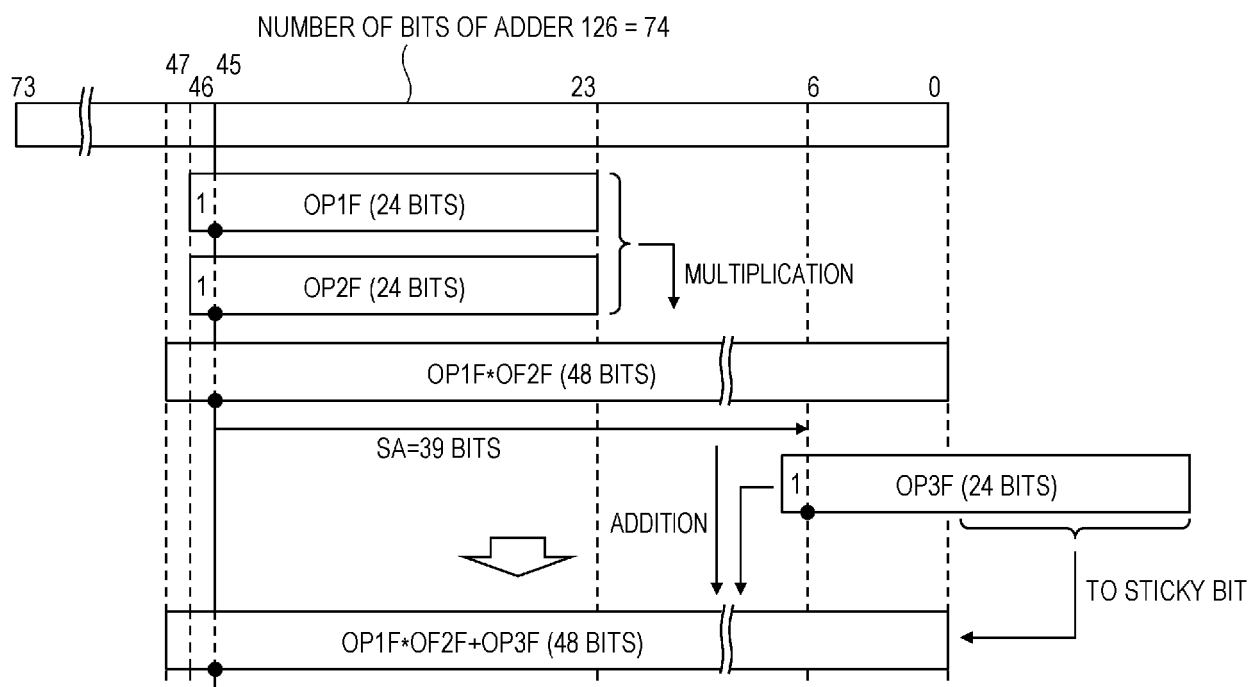 NUMBER OF BITS OF ADDER 126 = 74
73
47
46
45
23
6
0
1
OP1F (24 BITS)
1
OP2F (24 BITS)
MULTIPLICATION
OP1F*OF2F (48 BITS)
SA=39 BITS
1
OP3F (24 BITS)
ADDITION
TO STICKY BIT
OP1F*OF2F+OP3F (48 BITS)